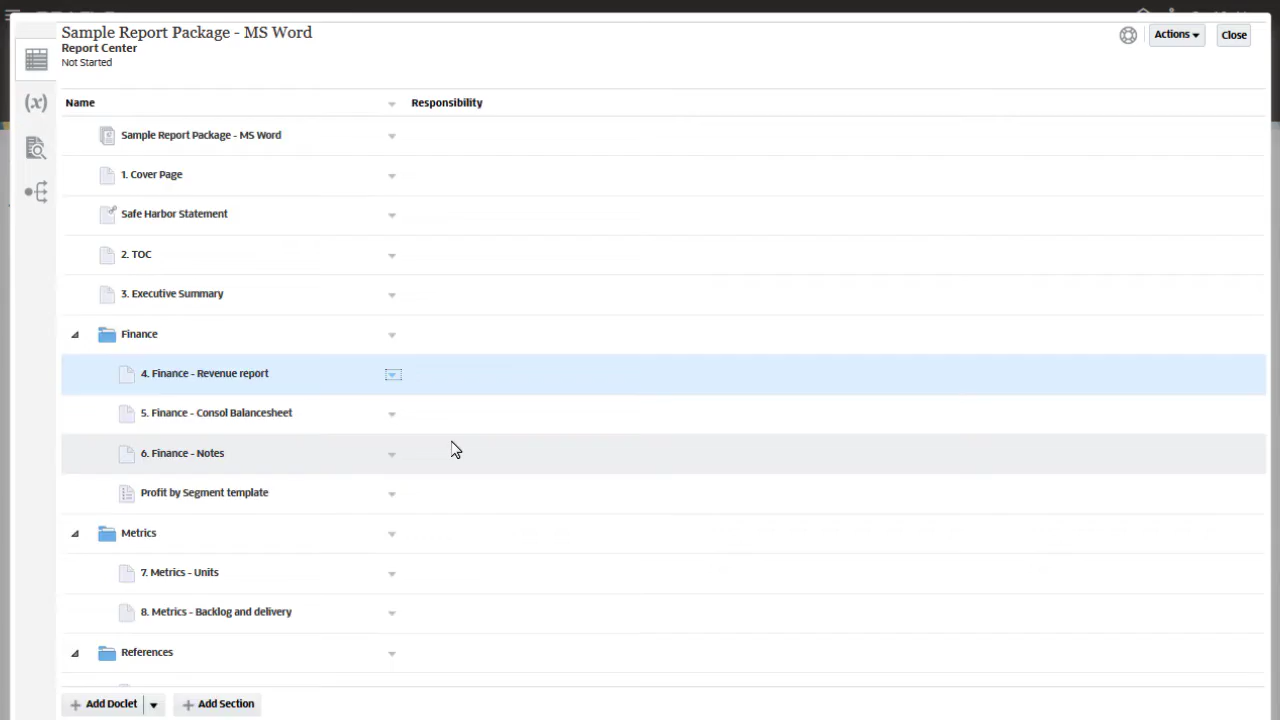 Sample Report Package - MS Word
Report Center
Not Started
Actions
Close
(x)
Name
Responsibility
Sample Report Package - MS Word
1. Cover Page
Safe Harbor Statement
2. TOC
3. Executive Summary
Finance
4. Finance - Revenue report
5. Finance - Consol Balancesheet
6. Finance - Notes
Profit by Segment template
Metrics
7. Metrics - Units
8. Metrics - Backlog and delivery
References
Add Doclet
Add Section